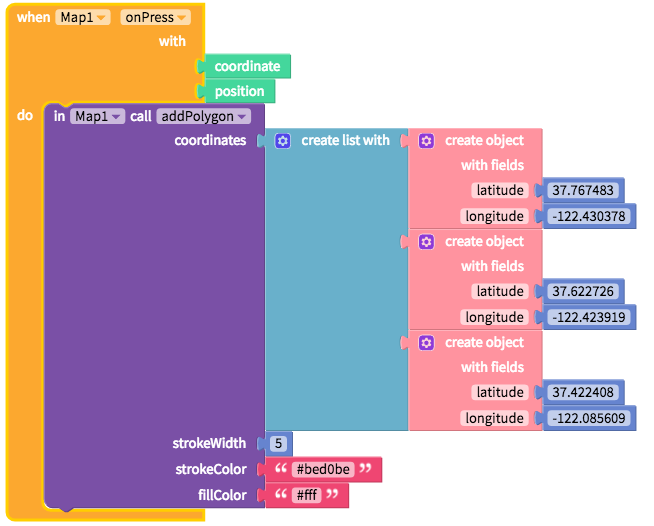 when Map1 onPress
with
coordinate
position
do in Map1 call addPolygon
coordinates create list with create object
with fields
latitude 37.767483
longitude -122.430378
create object
with fields
latitude 37.622726
longitude -122.423919
create object
with fields
latitude 37.422408
longitude -122.085609
strokeWidth 5
strokeColor “ #bed0be ”
fillColor “ #fff ”